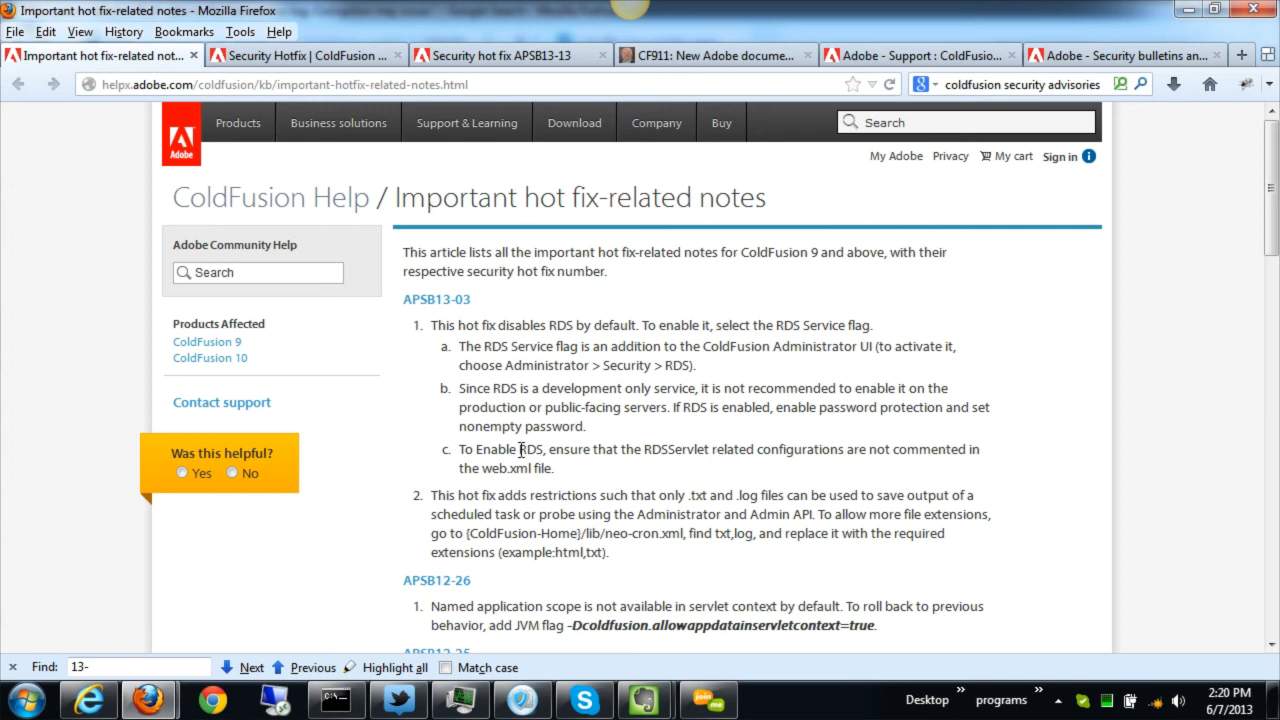 Important hot fix-related notes - Mozilla Firefox
File Edit View History Bookmarks Tools Help
Important hot fix-related not... × Security Hotfix | ColdFusion ... × Security hot fix APSB13-13 × CF911: New Adobe docume... × Adobe - Support : ColdFusio... × Adobe - Security bulletins an... × +
helpx.adobe.com/coldfusion/kb/important-hotfix-related-notes.html coldfusion security advisories
Adobe Products Business solutions Support & Learning Download Company Buy Search
My Adobe Privacy My cart Sign in
ColdFusion Help / Important hot fix-related notes
Adobe Community Help
Search
Products Affected
ColdFusion 9
ColdFusion 10
Contact support
Was this helpful?
Yes No
This article lists all the important hot fix-related notes for ColdFusion 9 and above, with their
respective security hot fix number.
APSB13-03
1. This hot fix disables RDS by default. To enable it, select the RDS Service flag.
a. The RDS Service flag is an addition to the ColdFusion Administrator UI (to activate it,
choose Administrator > Security > RDS).
b. Since RDS is a development only service, it is not recommended to enable it on the
production or public-facing servers. If RDS is enabled, enable password protection and set
nonempty password.
c. To Enable RDS, ensure that the RDSServlet related configurations are not commented in
the web.xml file.
2. This hot fix adds restrictions such that only .txt and .log files can be used to save output of a
scheduled task or probe using the Administrator and Admin API. To allow more file extensions,
go to {ColdFusion-Home}/lib/neo-cron.xml, find txt,log, and replace it with the required
extensions (example:html,txt).
APSB12-26
1. Named application scope is not available in servlet context by default. To roll back to previous
behavior, add JVM flag -Dcoldfusion.allowappdatainservletcontext=true.
APSB12-25
× Find: 13- Next Previous Highlight all Match case
Desktop » programs » 2:20 PM
6/7/2013